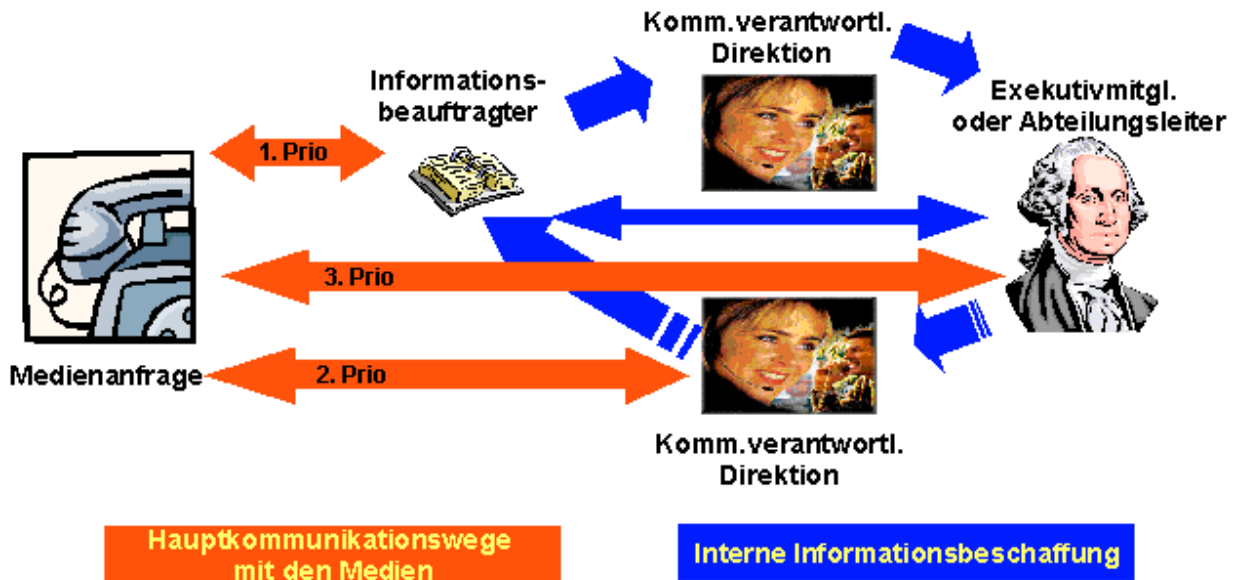 Komm.verantwortl.
Direktion
Informations-
beauftragter
Exekutivmitgl.
oder Abteilungsleiter
1. Prio
3. Prio
Medienanfrage
2. Prio
Komm.verantwortl.
Direktion
Hauptkommunikationswege
mit den Medien
Interne Informationsbeschaffung